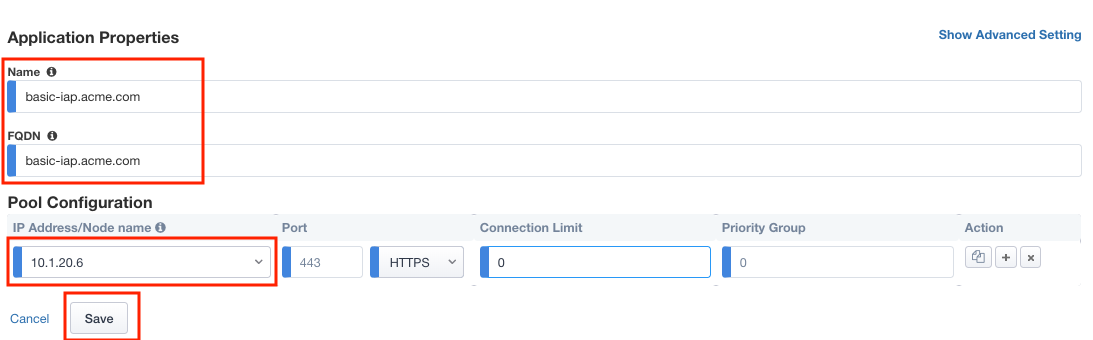 Application Properties
Show Advanced Setting
Name
basic-iap.acme.com
FQDN
basic-iap.acme.com
Pool Configuration
IP Address/Node name Port Connection Limit Priority Group Action
10.1.20.6 443 HTTPS 0 0
Cancel Save